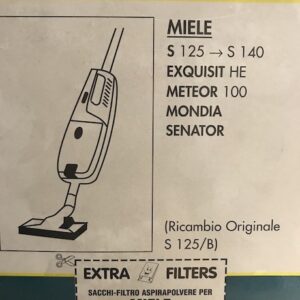 MIELE
S 125 → S 140
EXQUISIT HE
METEOR 100
MONDIA
SENATOR
(Ricambio Originale
S 125/B)
EXTRA FILTERS
SACCHI-FILTRO ASPIRAPOLVERE PER